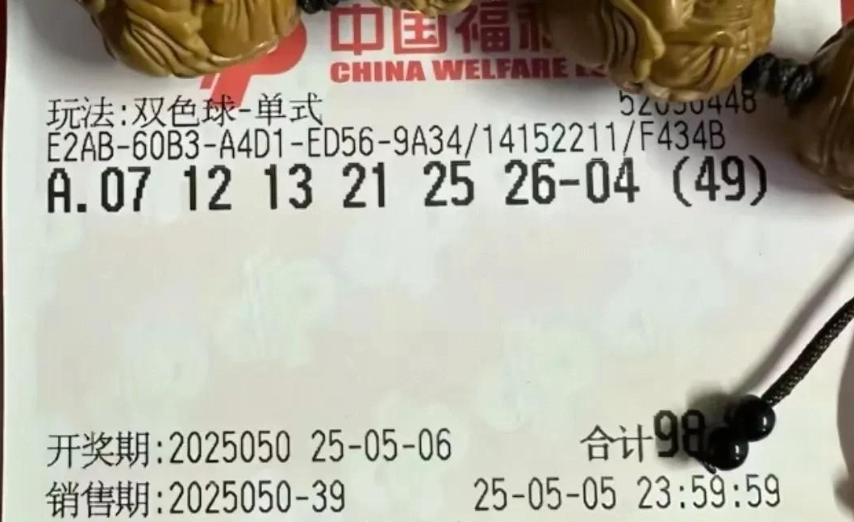 中国福
CHINA WELFARE
玩法:双色球-单式
E2AB-60B3-A4D1-ED56-9A34/14152211/F434B
A.07 12 13 21 25 26-04 (49)
开奖期:2025050 25-05-06
合计98
销售期:2025050-39 25-05-05 23:59:59